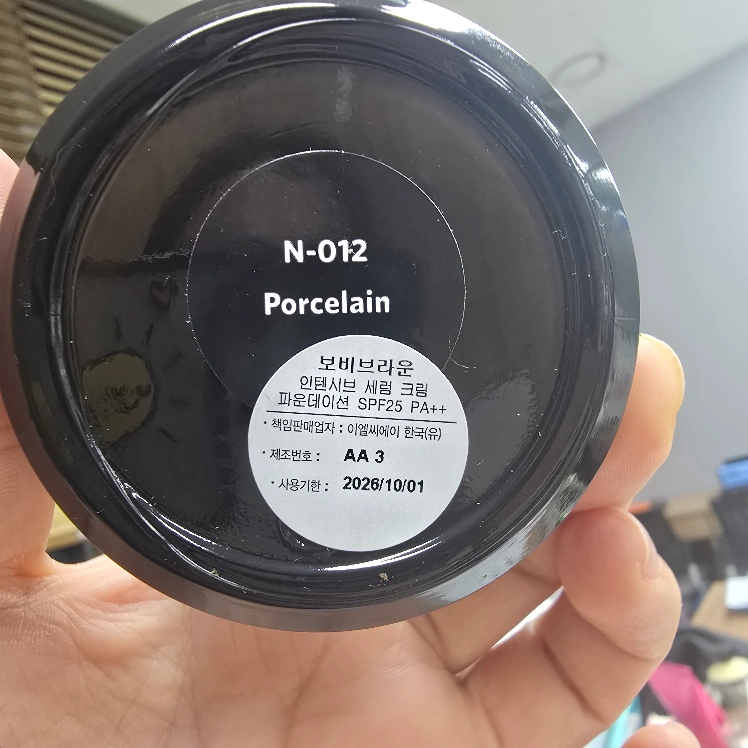 N-012
Porcelain
보비브라운
인텐시브 세럼 크림
파운데이션 SPF25 PA++
· 책임판매업자 : 이엘씨에이 한국(유)
· 제조번호 : AA 3
· 사용기한 : 2026/10/01